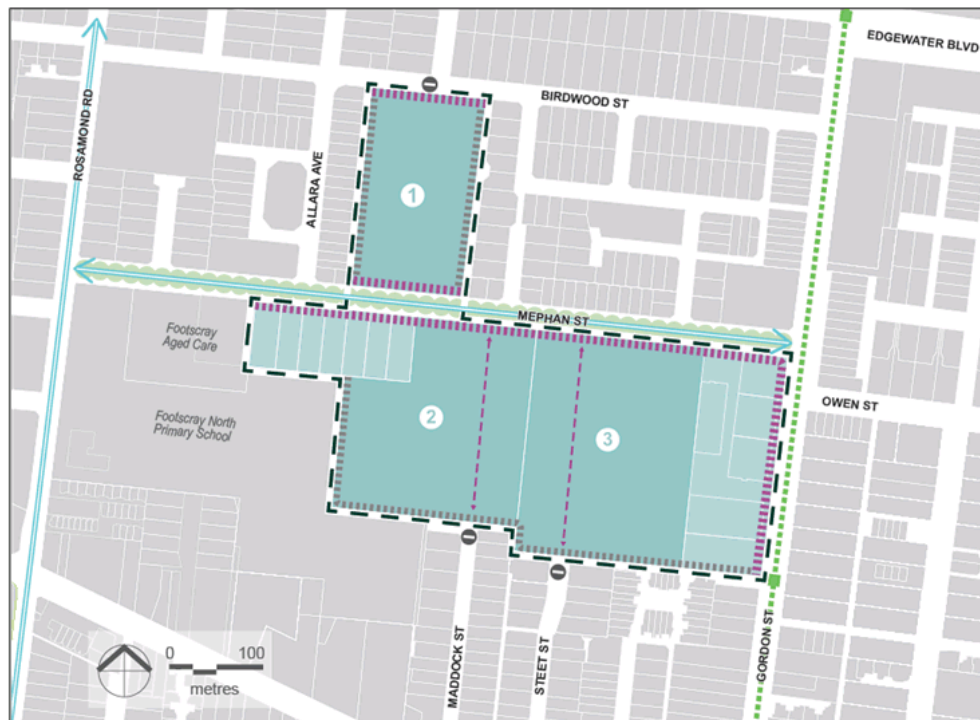 EDGEWATER BLVD
BIRDWOOD ST
ROSAMOND RD
ALLARA AVE
1
MEPHAN ST
Footscray
Aged Care
OWEN ST
2
3
Footscray North
Primary School
MADDOCK ST
STEET ST
GORDON ST
0 100
metres